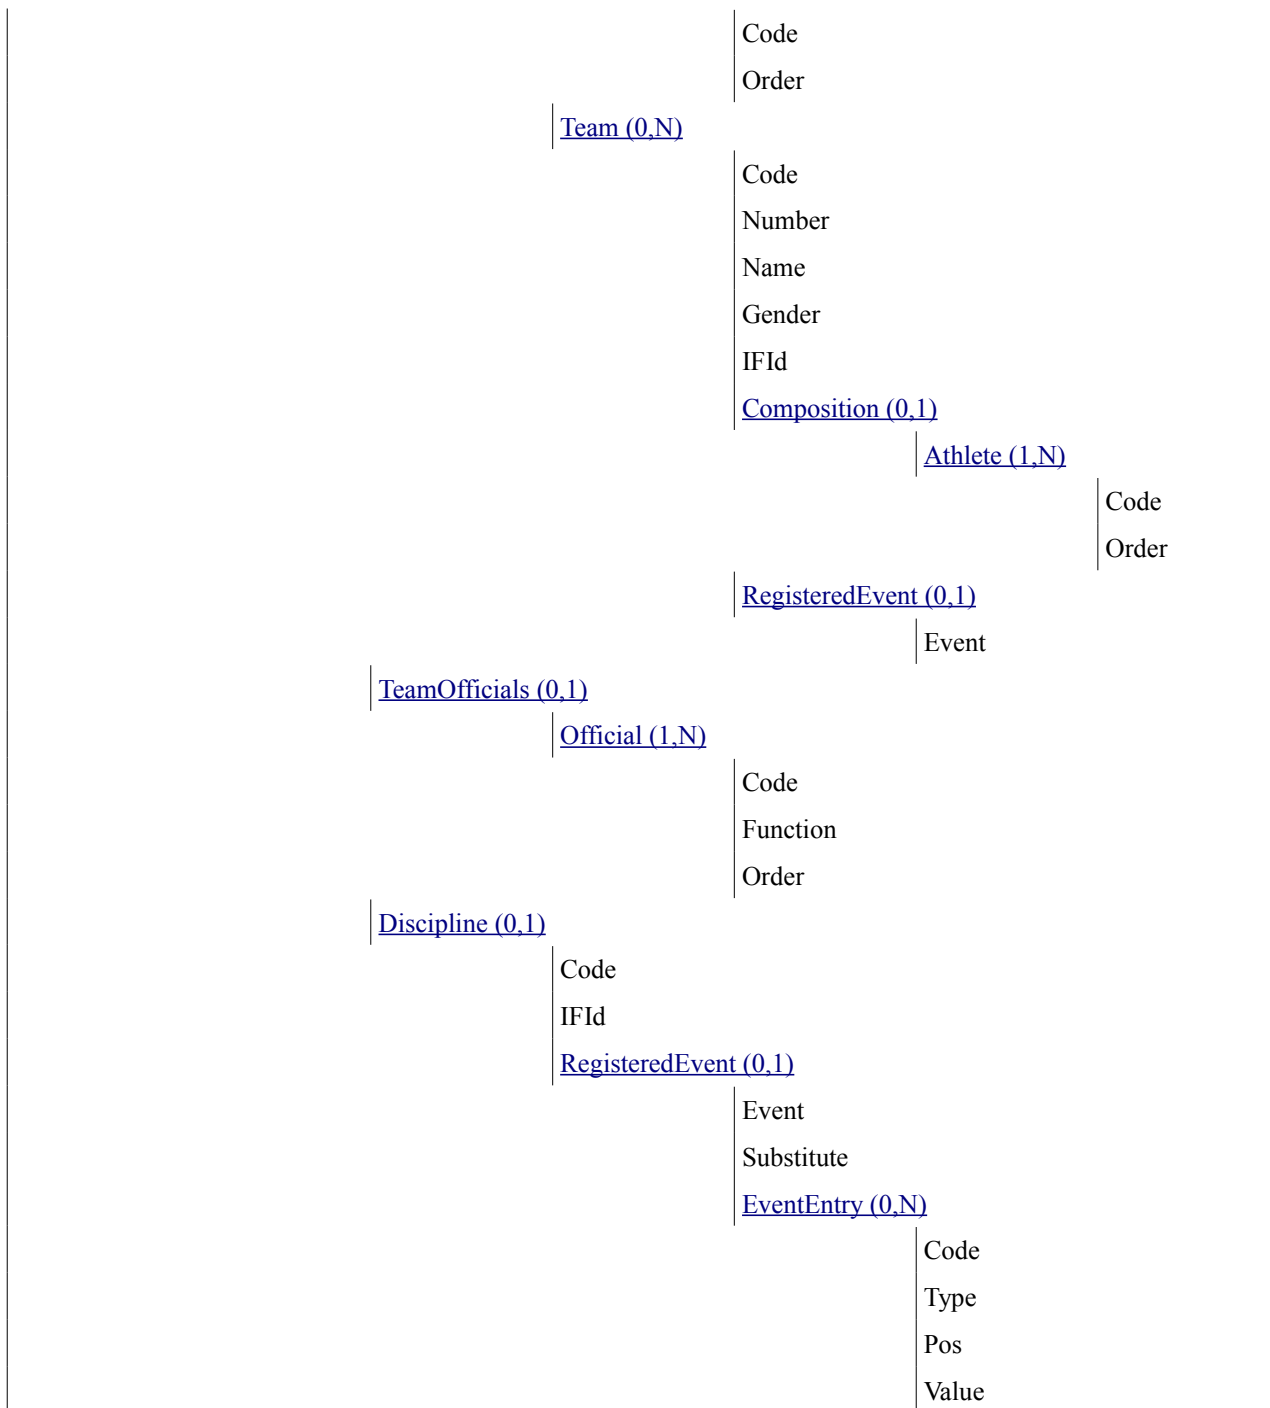 Code
Order
Team (0,N)
Code
Number
Name
Gender
IFId
Composition (0,1)
Athlete (1,N)
Code
Order
RegisteredEvent (0,1)
Event
TeamOfficials (0,1)
Official (1,N)
Code
Function
Order
Discipline (0,1)
Code
IFId
RegisteredEvent (0,1)
Event
Substitute
EventEntry (0,N)
Code
Type
Pos
Value